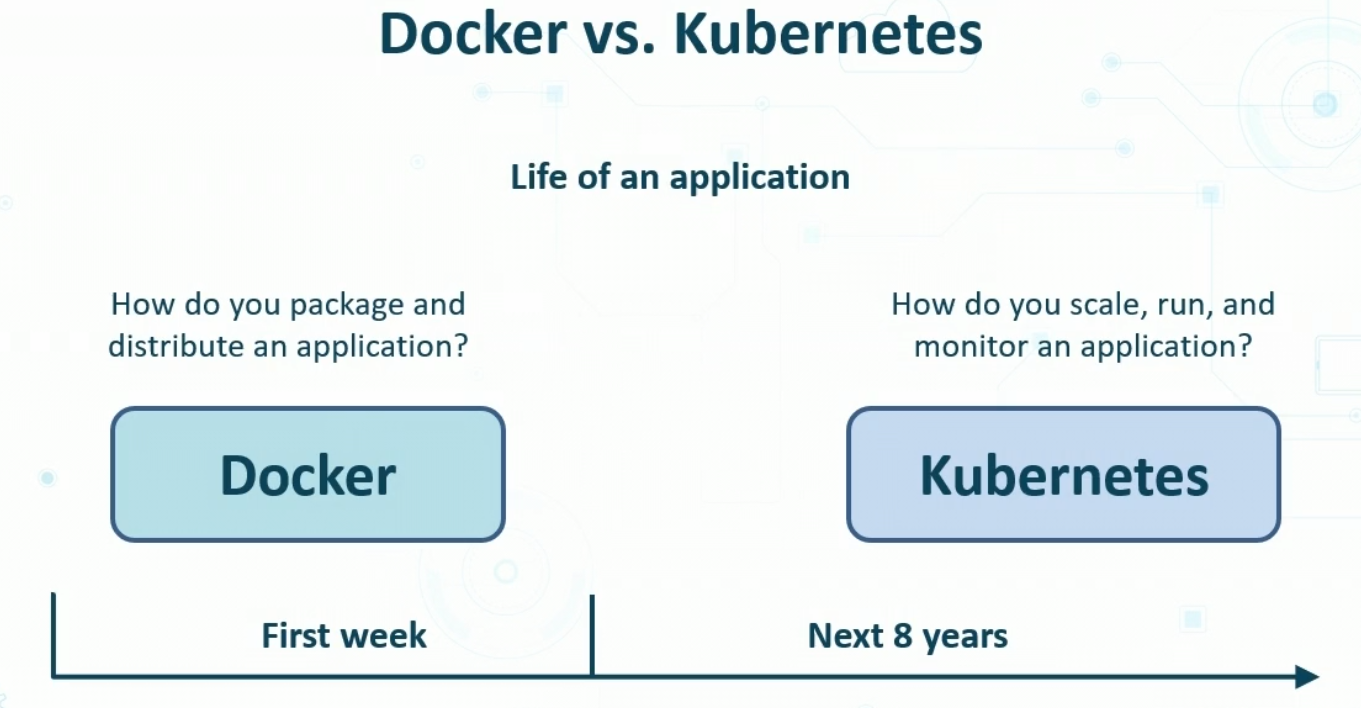 Docker vs. Kubernetes
Life of an application
How do you package and
distribute an application?
How do you scale, run, and
monitor an application?
Docker
Kubernetes
First week
Next 8 years